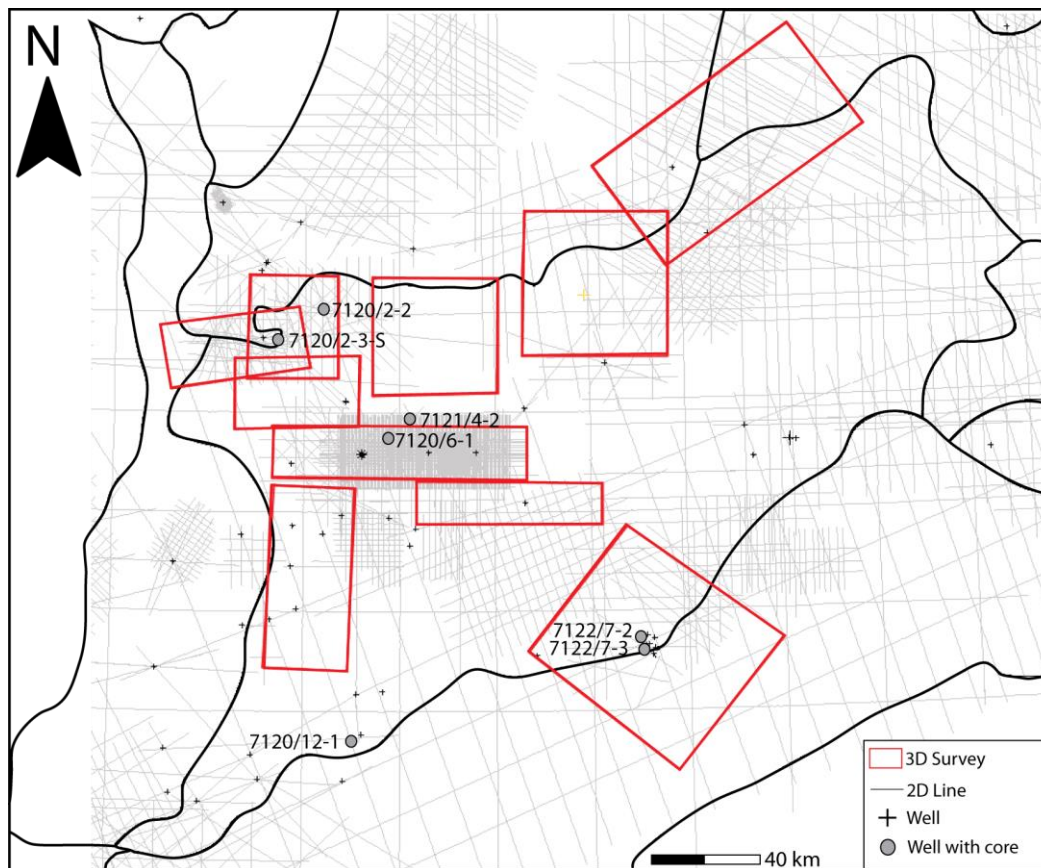 N
7120/2-2
7120/2-3-S
7121/4-2
7120/6-1
7122/7-2
7122/7-3
7120/12-1
3D Survey
2D Line
Well
Well with core
40 km